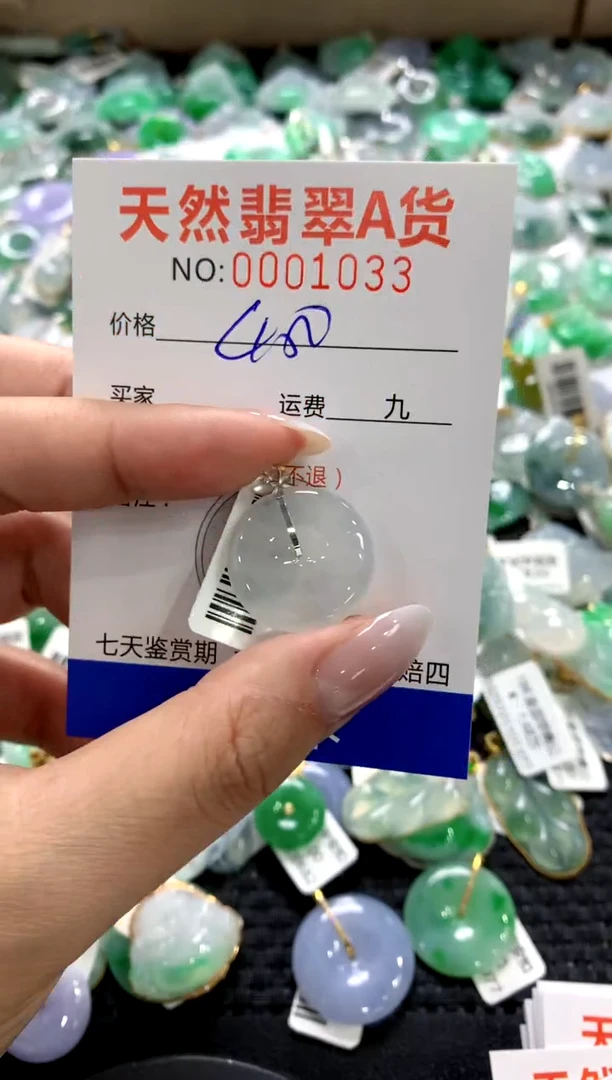 天然翡翠A货
NO:0001033
价格
买家
运费 九
不退）
七天鉴赏期
赔四
天